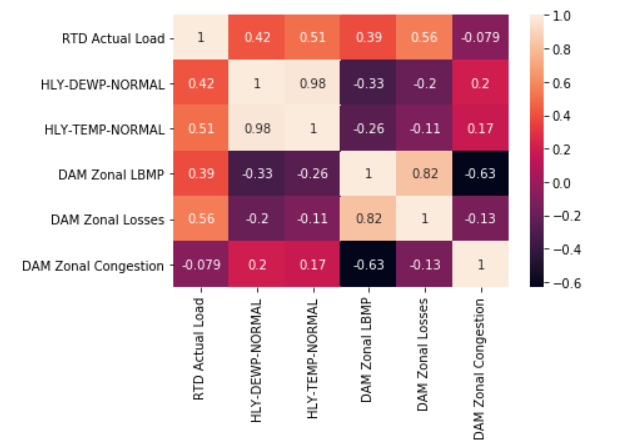 RTD Actual Load 1 0.42 0.51 0.39 0.56 -0.079
HLY-DEWP-NORMAL 0.42 1 0.98 -0.33 -0.2 0.2
HLY-TEMP-NORMAL 0.51 0.98 1 -0.26 -0.11 0.17
DAM Zonal LBMP 0.39 -0.33 -0.26 1 0.82 -0.63
DAM Zonal Losses 0.56 -0.2 -0.11 0.82 1 -0.13
DAM Zonal Congestion -0.079 0.2 0.17 -0.63 -0.13 1
RTD Actual Load
HLY-DEWP-NORMAL
HLY-TEMP-NORMAL
DAM Zonal LBMP
DAM Zonal Losses
DAM Zonal Congestion
1.0
0.8
0.6
0.4
0.2
0.0
−0.2
−0.4
−0.6